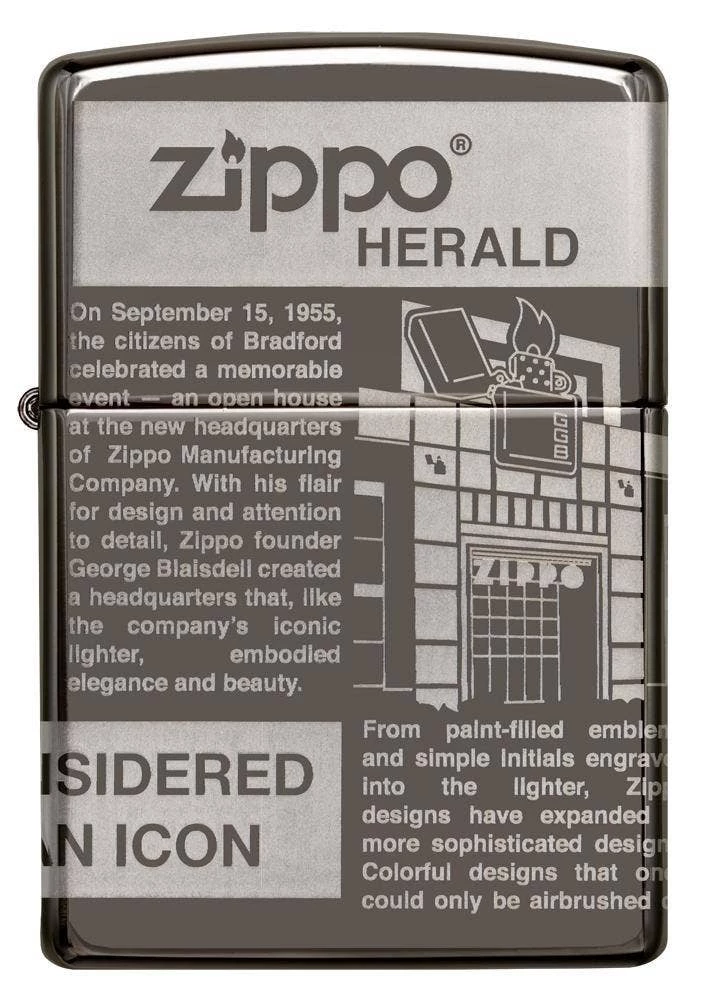 zippo®
HERALD
On September 15, 1955,
the citizens of Bradford
celebrated a memorable
event — an open house
at the new headquarters
of Zippo Manufacturing
Company. With his flair
for design and attention
to detail, Zippo founder
George Blaisdell created
a headquarters that, like
the company's iconic
lighter, embodied
elegance and beauty.
GGB
ZIPPO
NSIDERED
AN ICON
From paint-filled emblem
and simple initials engrave
into the lighter, Zipp
designs have expanded
more sophisticated design
Colorful designs that on
could only be airbrushed